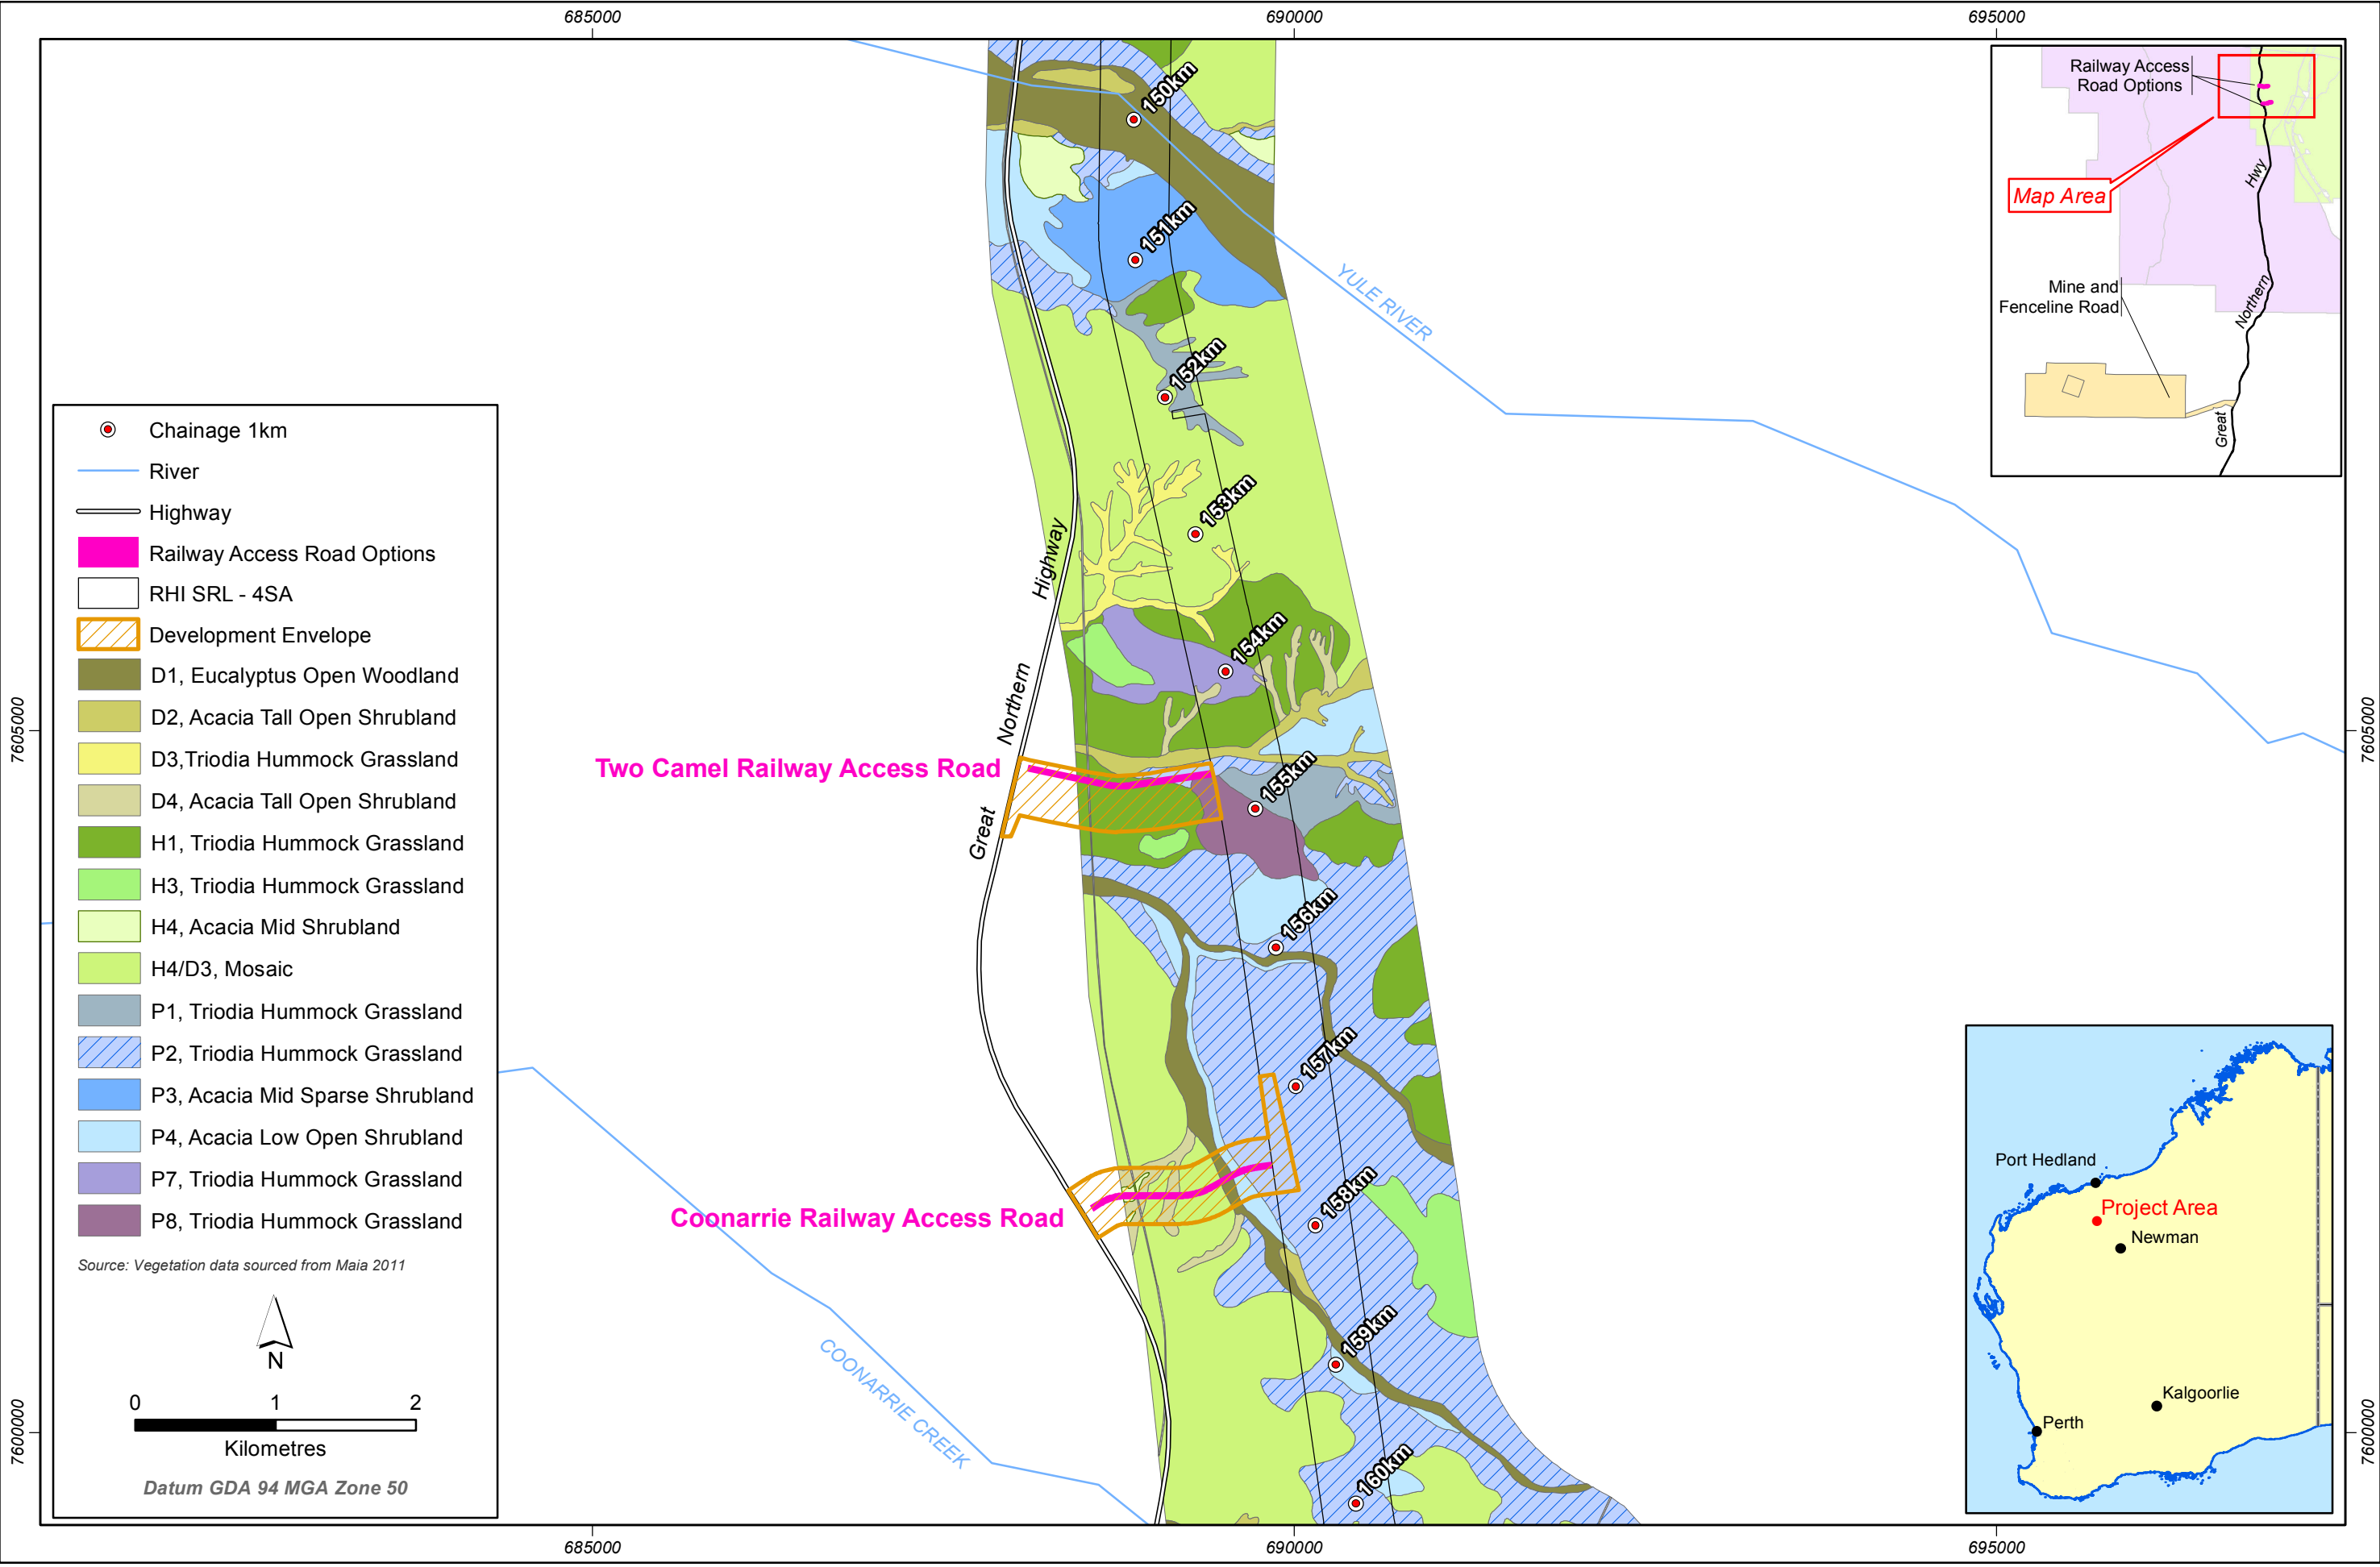 685000
690000
695000
Railway Access
Road Options
Hwy
Map Area
Mine and
Fenceline Road
Northern
Great
150km
151km
YULE RIVER
152km
153km
Highway
154km
Northern
7605000
7605000
Two Camel Railway Access Road
155km
Great
156km
157km
158km
Coonarrie Railway Access Road
159km
COONARRIE CREEK
160km
Chainage 1km
River
Highway
Railway Access Road Options
RHI SRL - 4SA
Development Envelope
D1, Eucalyptus Open Woodland
D2, Acacia Tall Open Shrubland
D3,Triodia Hummock Grassland
D4, Acacia Tall Open Shrubland
H1, Triodia Hummock Grassland
H3, Triodia Hummock Grassland
H4, Acacia Mid Shrubland
H4/D3, Mosaic
P1, Triodia Hummock Grassland
P2, Triodia Hummock Grassland
P3, Acacia Mid Sparse Shrubland
P4, Acacia Low Open Shrubland
P7, Triodia Hummock Grassland
P8, Triodia Hummock Grassland
Source: Vegetation data sourced from Maia 2011
N
0 1 2
Kilometres
Datum GDA 94 MGA Zone 50
Port Hedland
Project Area
Newman
Kalgoorlie
Perth
7600000
7600000
685000
690000
695000